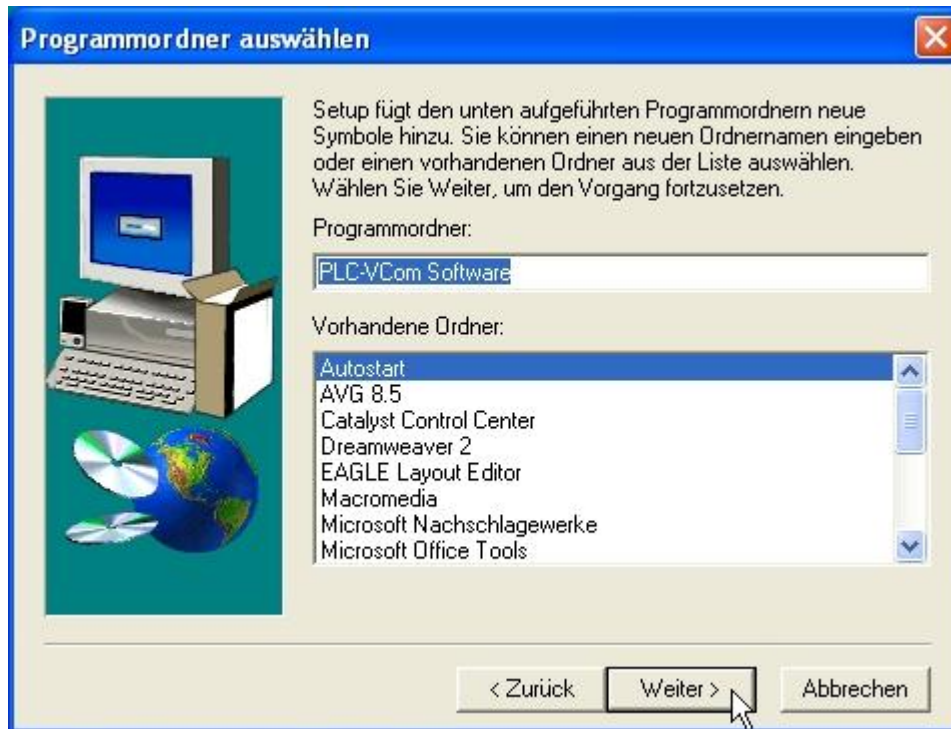 Programmordner auswählen
Setup fügt den unten aufgeführten Programmordnern neue
Symbole hinzu. Sie können einen neuen Ordnernamen eingeben
oder einen vorhandenen Ordner aus der Liste auswählen.
Wählen Sie Weiter, um den Vorgang fortzusetzen.
Programmordner:
PLC-VCom Software
Vorhandene Ordner:
Autostart
AVG 8.5
Catalyst Control Center
Dreamweaver 2
EAGLE Layout Editor
Macromedia
Microsoft Nachschlagewerke
Microsoft Office Tools
< Zurück
Weiter >
Abbrechen